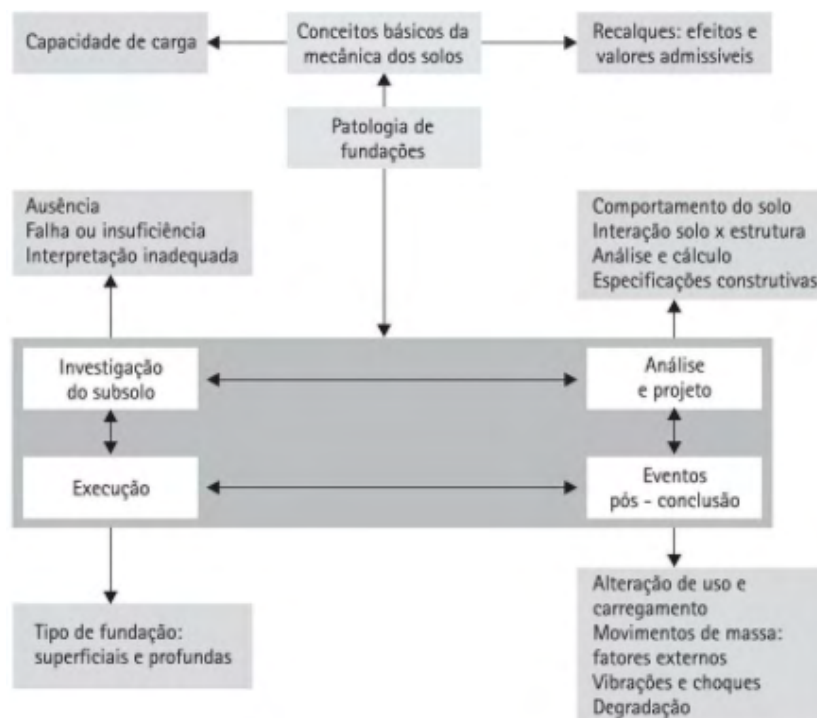 Capacidade de carga
Conceitos básicos da
mecânica dos solos
Recalques: efeitos e
valores admissíveis
Patologia de
fundações
Ausência
Falha ou insuficiência
Interpretação inadequada
Comportamento do solo
Interação solo x estrutura
Análise e cálculo
Especificações construtivas
Investigação
do subsolo
Análise
e projeto
Execução
Eventos
pós - conclusão
Tipo de fundação:
superficiais e profundas
Alteração de uso e
carregamento
Movimentos de massa:
fatores externos
Vibrações e choques
Degradação